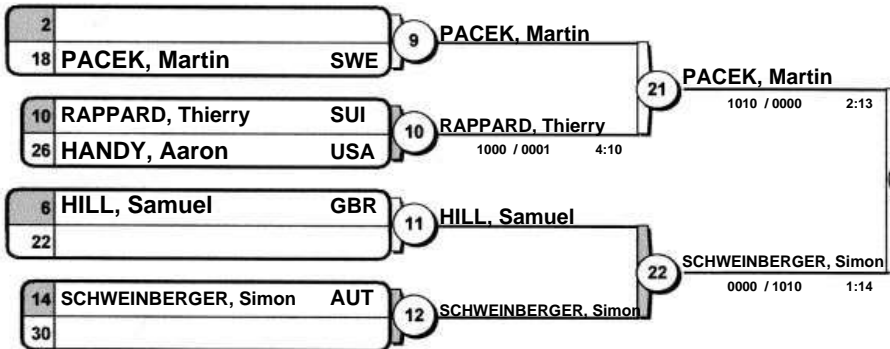 2
18 PACEK, Martin SWE
9 PACEK, Martin
10 RAPPARD, Thierry SUI
26 HANDY, Aaron USA
10 RAPPARD, Thierry
1000 / 0001 4:10
21 PACEK, Martin
1010 / 0000 2:13
6 HILL, Samuel GBR
22
11 HILL, Samuel
14 SCHWEINBERGER, Simon AUT
30
12 SCHWEINBERGER, Simon
22 SCHWEINBERGER, Simon
0000 / 1010 1:14